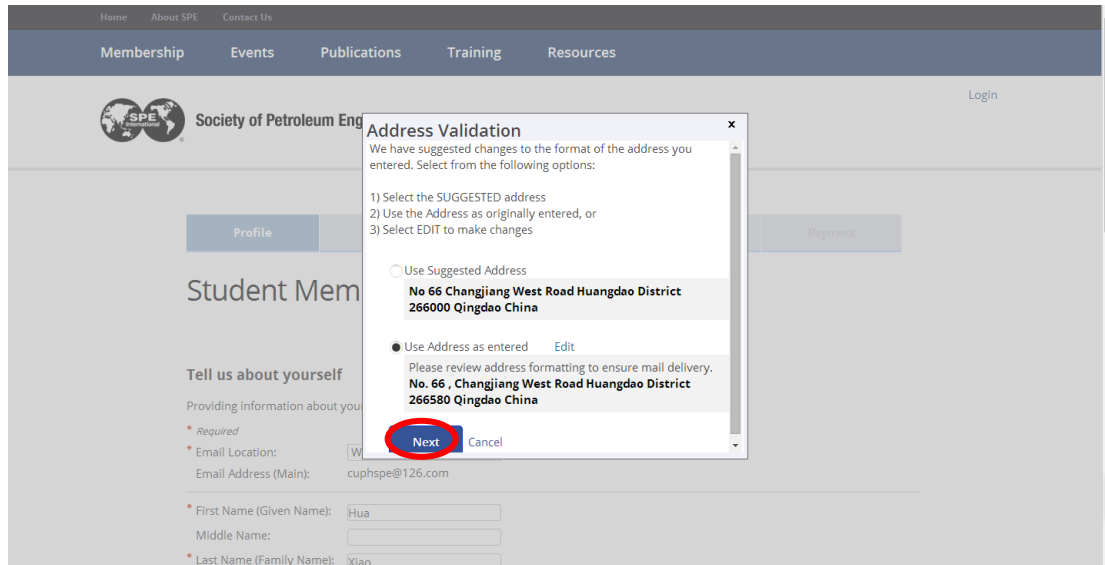 Home About SPE Contact Us
Membership Events Publications Training Resources
Login
SPE
International
Society of Petroleum Eng
Address Validation x
We have suggested changes to the format of the address you
entered. Select from the following options:
1) Select the SUGGESTED address
2) Use the Address as originally entered, or
3) Select EDIT to make changes
Use Suggested Address
No 66 Changjiang West Road Huangdao District
266000 Qingdao China
Use Address as entered Edit
Please review address formatting to ensure mail delivery.
No. 66 , Changjiang West Road Huangdao District
266580 Qingdao China
Next Cancel
Profile Payment
Student Mem
Tell us about yourself
Providing information about your
* Required
* Email Location: W
Email Address (Main): cuphspe@126.com
* First Name (Given Name): Hua
Middle Name:
* Last Name (Family Name): Xiao